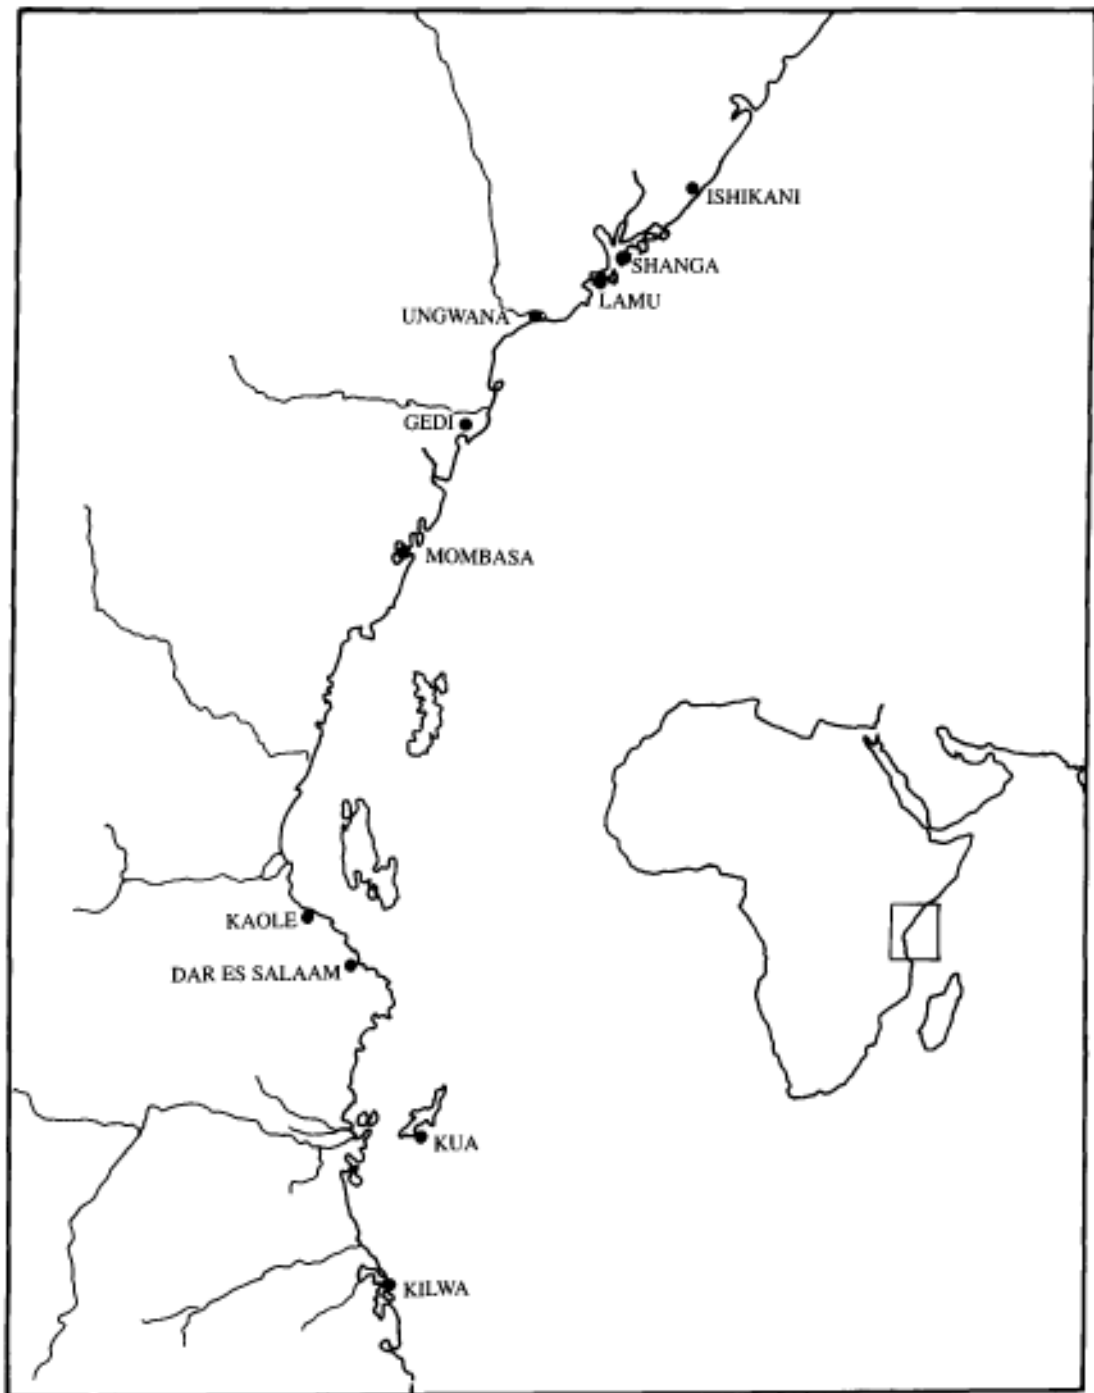 ISHIKANI
SHANGA
LAMU
UNGWANA
GEDI
MOMBASA
KAOLE
DAR ES SALAAM
KUA
KILWA